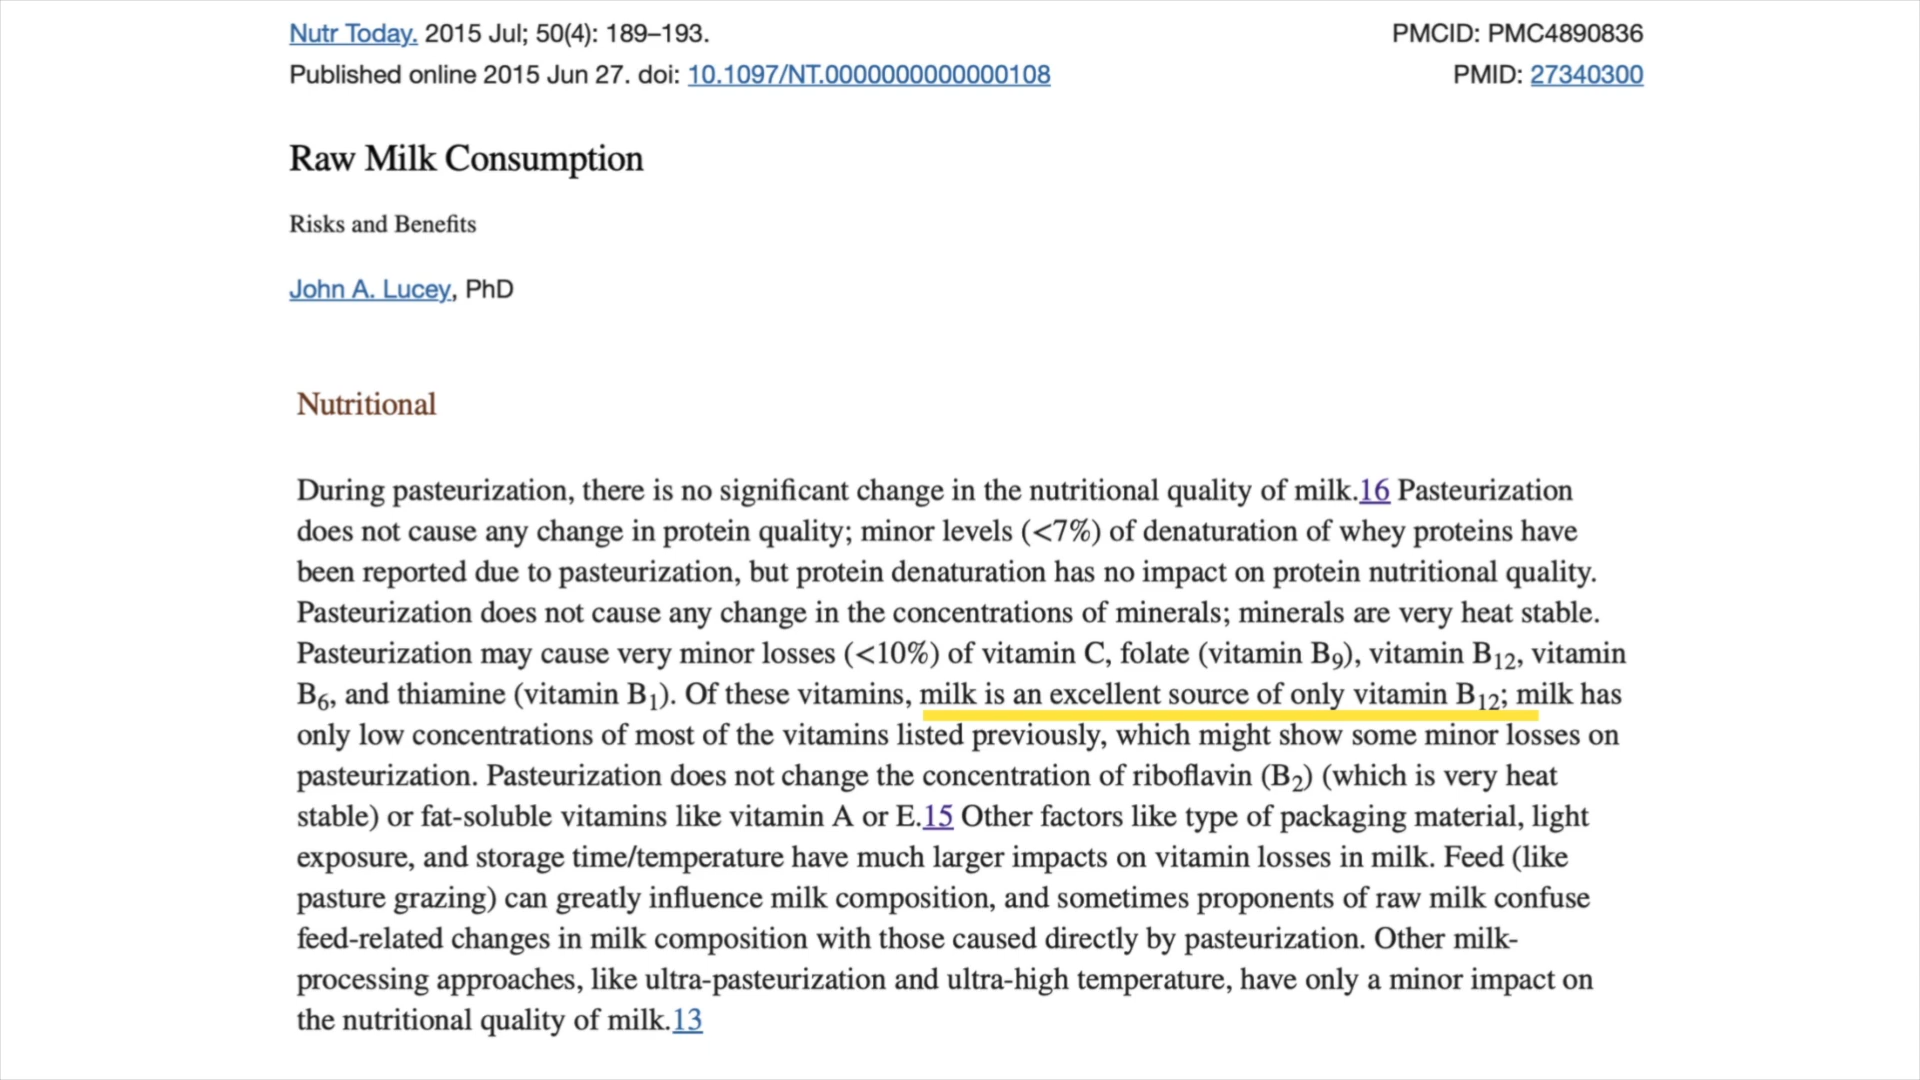 Nutr Today. 2015 Jul; 50(4): 189–193.
PMCID: PMC4890836
Published online 2015 Jun 27. doi: 10.1097/NT.0000000000000108
PMID: 27340300
Raw Milk Consumption
Risks and Benefits
John A. Lucey, PhD
Nutritional
During pasteurization, there is no significant change in the nutritional quality of milk.16 Pasteurization
does not cause any change in protein quality; minor levels (<7%) of denaturation of whey proteins have
been reported due to pasteurization, but protein denaturation has no impact on protein nutritional quality.
Pasteurization does not cause any change in the concentrations of minerals; minerals are very heat stable.
Pasteurization may cause very minor losses (<10%) of vitamin C, folate (vitamin B9), vitamin B12, vitamin
B6, and thiamine (vitamin B1). Of these vitamins, milk is an excellent source of only vitamin B12; milk has
only low concentrations of most of the vitamins listed previously, which might show some minor losses on
pasteurization. Pasteurization does not change the concentration of riboflavin (B2) (which is very heat
stable) or fat-soluble vitamins like vitamin A or E.15 Other factors like type of packaging material, light
exposure, and storage time/temperature have much larger impacts on vitamin losses in milk. Feed (like
pasture grazing) can greatly influence milk composition, and sometimes proponents of raw milk confuse
feed-related changes in milk composition with those caused directly by pasteurization. Other milk-
processing approaches, like ultra-pasteurization and ultra-high temperature, have only a minor impact on
the nutritional quality of milk.13